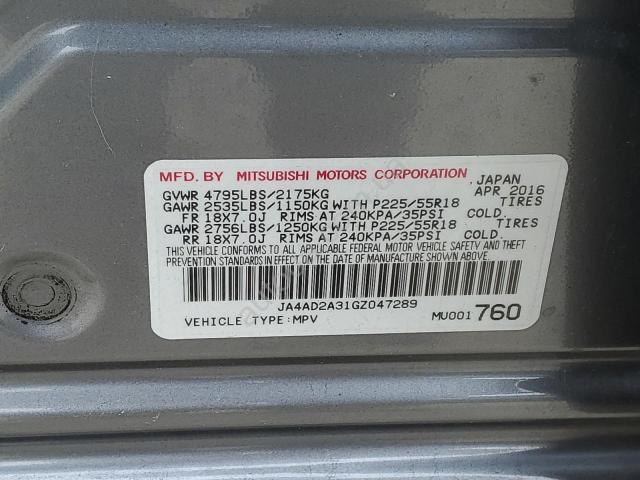 MFD. BY MITSUBISHI MOTORS CORPORATION JAPAN
GVWR 4795LBS/2175KG APR 2016
GAWR 2535LBS/1150KG WITH P225/55R18 TIRES
FR 18X7.0J RIMS AT 240KPA/35PSI COLD.
GAWR 2756LBS/1250KG WITH P225/55R18 TIRES
RR 18X7.0J RIMS AT 240KPA/35PSI COLD.
THIS VEHICLE CONFORMS TO ALL APPLICABLE FEDERAL MOTOR VEHICLE SAFETY AND THEFT
PREVENTION STANDARDS IN EFFECT ON THE DATE OF MANUFACTURE SHOWN ABOVE.
JA4AD2A31GZ047289
VEHICLE TYPE:MPV MU001 760